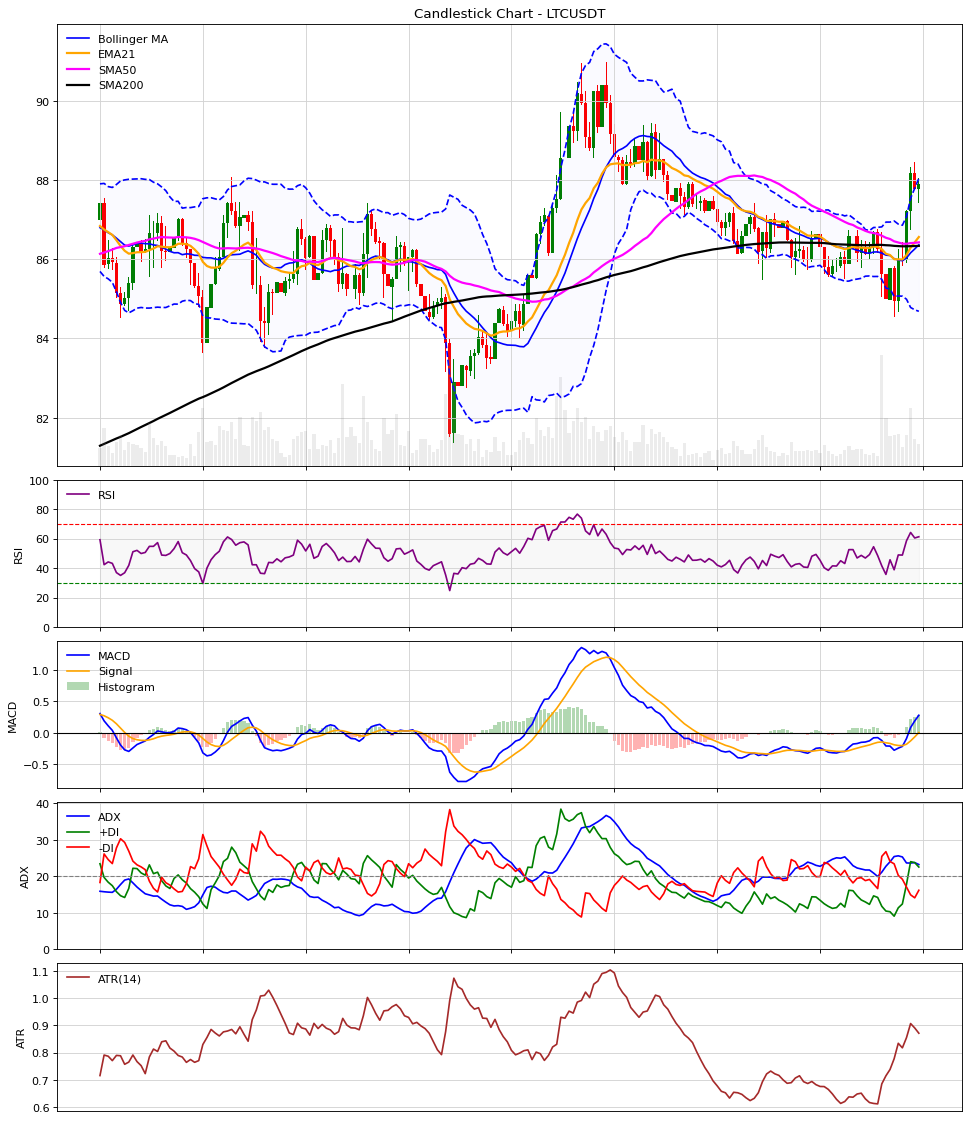 Candlestick Chart - LTCUSDT
Bollinger MA
EMA21
SMA50
SMA200
90
88
86
84
82
100
80
60
40
20
0
RSI
RSI
1.0
0.5
0.0
−0.5
MACD
MACD
Signal
Histogram
40
30
20
10
0
ADX
ADX
+DI
-DI
1.1
1.0
0.9
0.8
0.7
0.6
ATR
ATR(14)